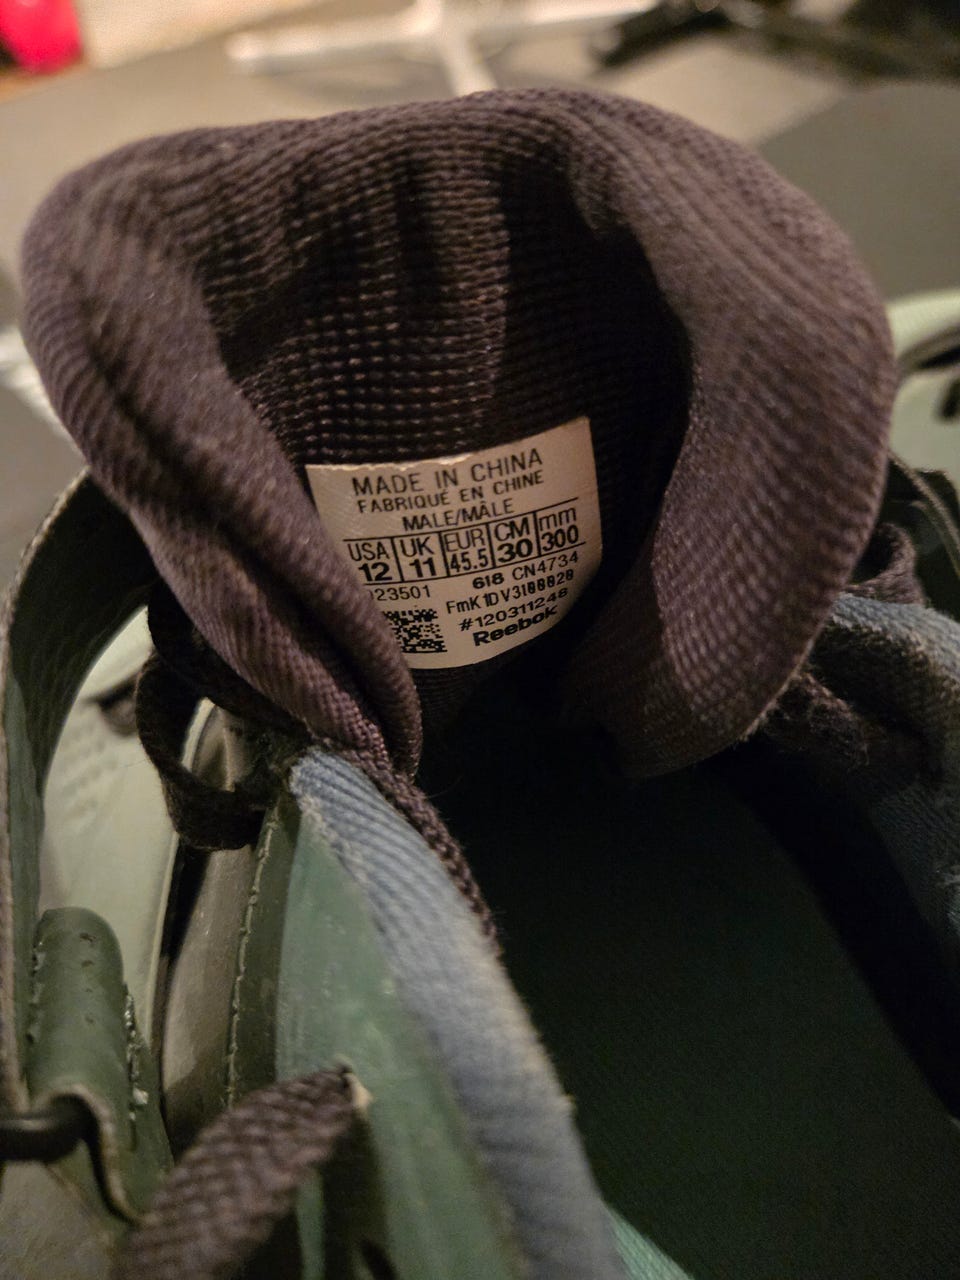 MADE IN CHINA
FABRIQUÉ EN CHINE
MALE/MÂLE
USA UK EUR CM mm
12 11 45.5 30 300
23501 618 CN4734
#120311248
Reebok